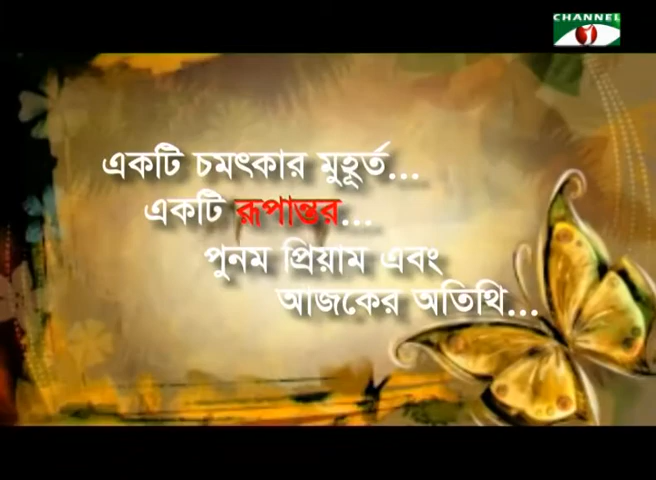 CHANNEL
একটি চমৎকার মুহূর্ত...
একটি রূপান্তর...
পুনম প্রিয়াম এবং
আজকের অতিথি...